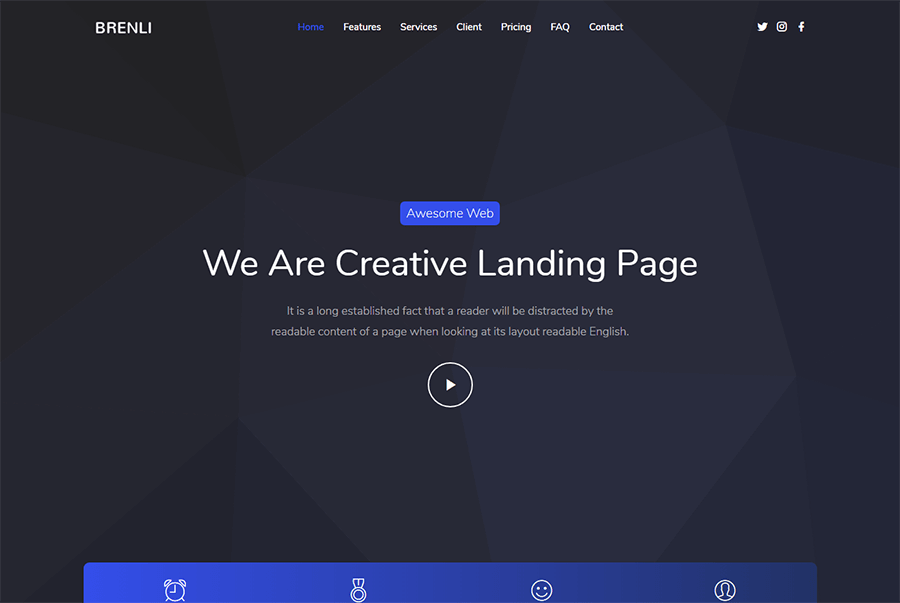 BRENLI
Home Features Services Client Pricing FAQ Contact
Awesome Web
We Are Creative Landing Page
It is a long established fact that a reader will be distracted by the
readable content of a page when looking at its layout readable English.